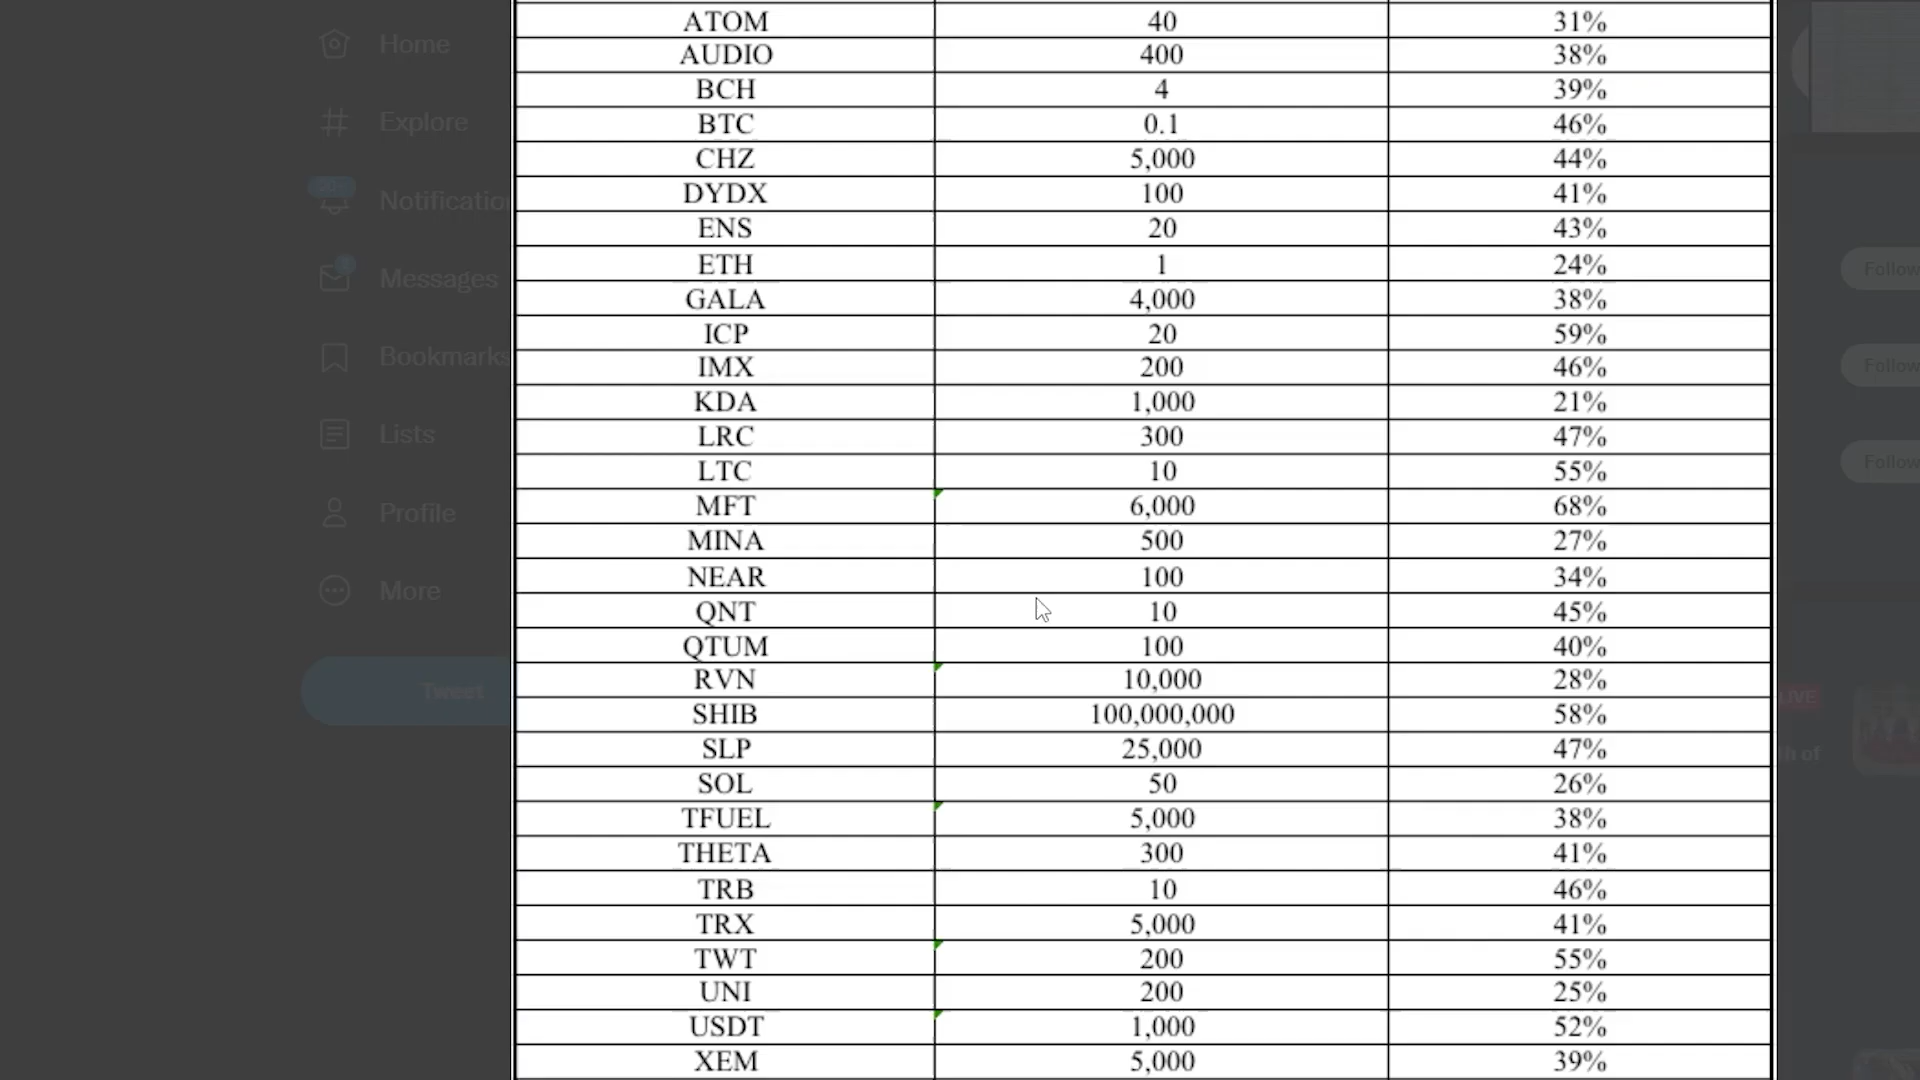 Home
Explore
Notificatio
Messages
Bookmarks
Lists
Profile
More
Tweet
ATOM 40 31%
AUDIO 400 38%
BCH 4 39%
BTC 0.1 46%
CHZ 5,000 44%
DYDX 100 41%
ENS 20 43%
ETH 1 24%
GALA 4,000 38%
ICP 20 59%
IMX 200 46%
KDA 1,000 21%
LRC 300 47%
LTC 10 55%
MFT 6,000 68%
MINA 500 27%
NEAR 100 34%
QNT 10 45%
QTUM 100 40%
RVN 10,000 28%
SHIB 100,000,000 58%
SLP 25,000 47%
SOL 50 26%
TFUEL 5,000 38%
THETA 300 41%
TRB 10 46%
TRX 5,000 41%
TWT 200 55%
UNI 200 25%
USDT 1,000 52%
XEM 5,000 39%
Follow
Follow
Follow
LIVE
th of